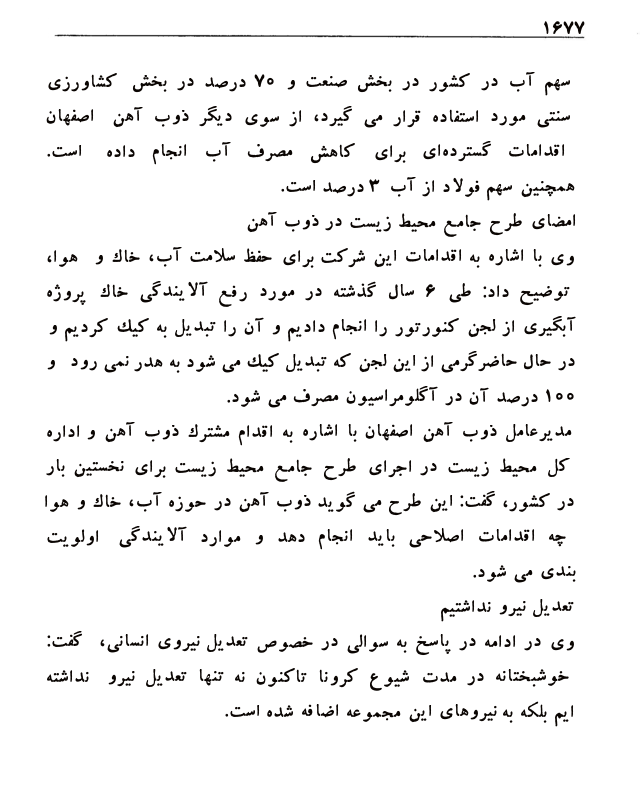 ۱۶۷۷
سهم آب در کشور در بخش صنعت و ۷۰ درصد در بخش کشاورزی
سنتی مورد استفاده قرار می گیرد، از سوی دیگر ذوب آهن اصفهان
اقدامات گسترده‌ای برای کاهش مصرف آب انجام داده است.
همچنین سهم فولاد از آب ۳ درصد است.
امضای طرح جامع محیط زیست در ذوب آهن
وی با اشاره به اقدامات این شرکت برای حفظ سلامت آب، خاك و هوا،
توضیح داد: طی ۶ سال گذشته در مورد رفع آلایندگی خاك پروژه
آبگیری از لجن کنورتور را انجام دادیم و آن را تبدیل به كیك کردیم و
در حال حاضرگرمی از این لجن که تبدیل كیك می شود به هدر نمی رود و
۱۰۰ درصد آن در آگلومراسیون مصرف می شود.
مدیرعامل ذوب آهن اصفهان با اشاره به اقدام مشترك ذوب آهن و اداره
کل محیط زیست در اجرای طرح جامع محیط زیست برای نخستین بار
در کشور، گفت: این طرح می گوید ذوب آهن در حوزه آب، خاك و هوا
چه اقدامات اصلاحی باید انجام دهد و موارد آلایندگی اولویت
بندی می شود.
تعدیل نیرو نداشتیم
وی در ادامه در پاسخ به سوالی در خصوص تعدیل نیروی انسانی، گفت:
خوشبختانه در مدت شیوع کرونا تاکنون نه تنها تعدیل نیرو نداشته
ایم بلکه به نیروهای این مجموعه اضافه شده است.